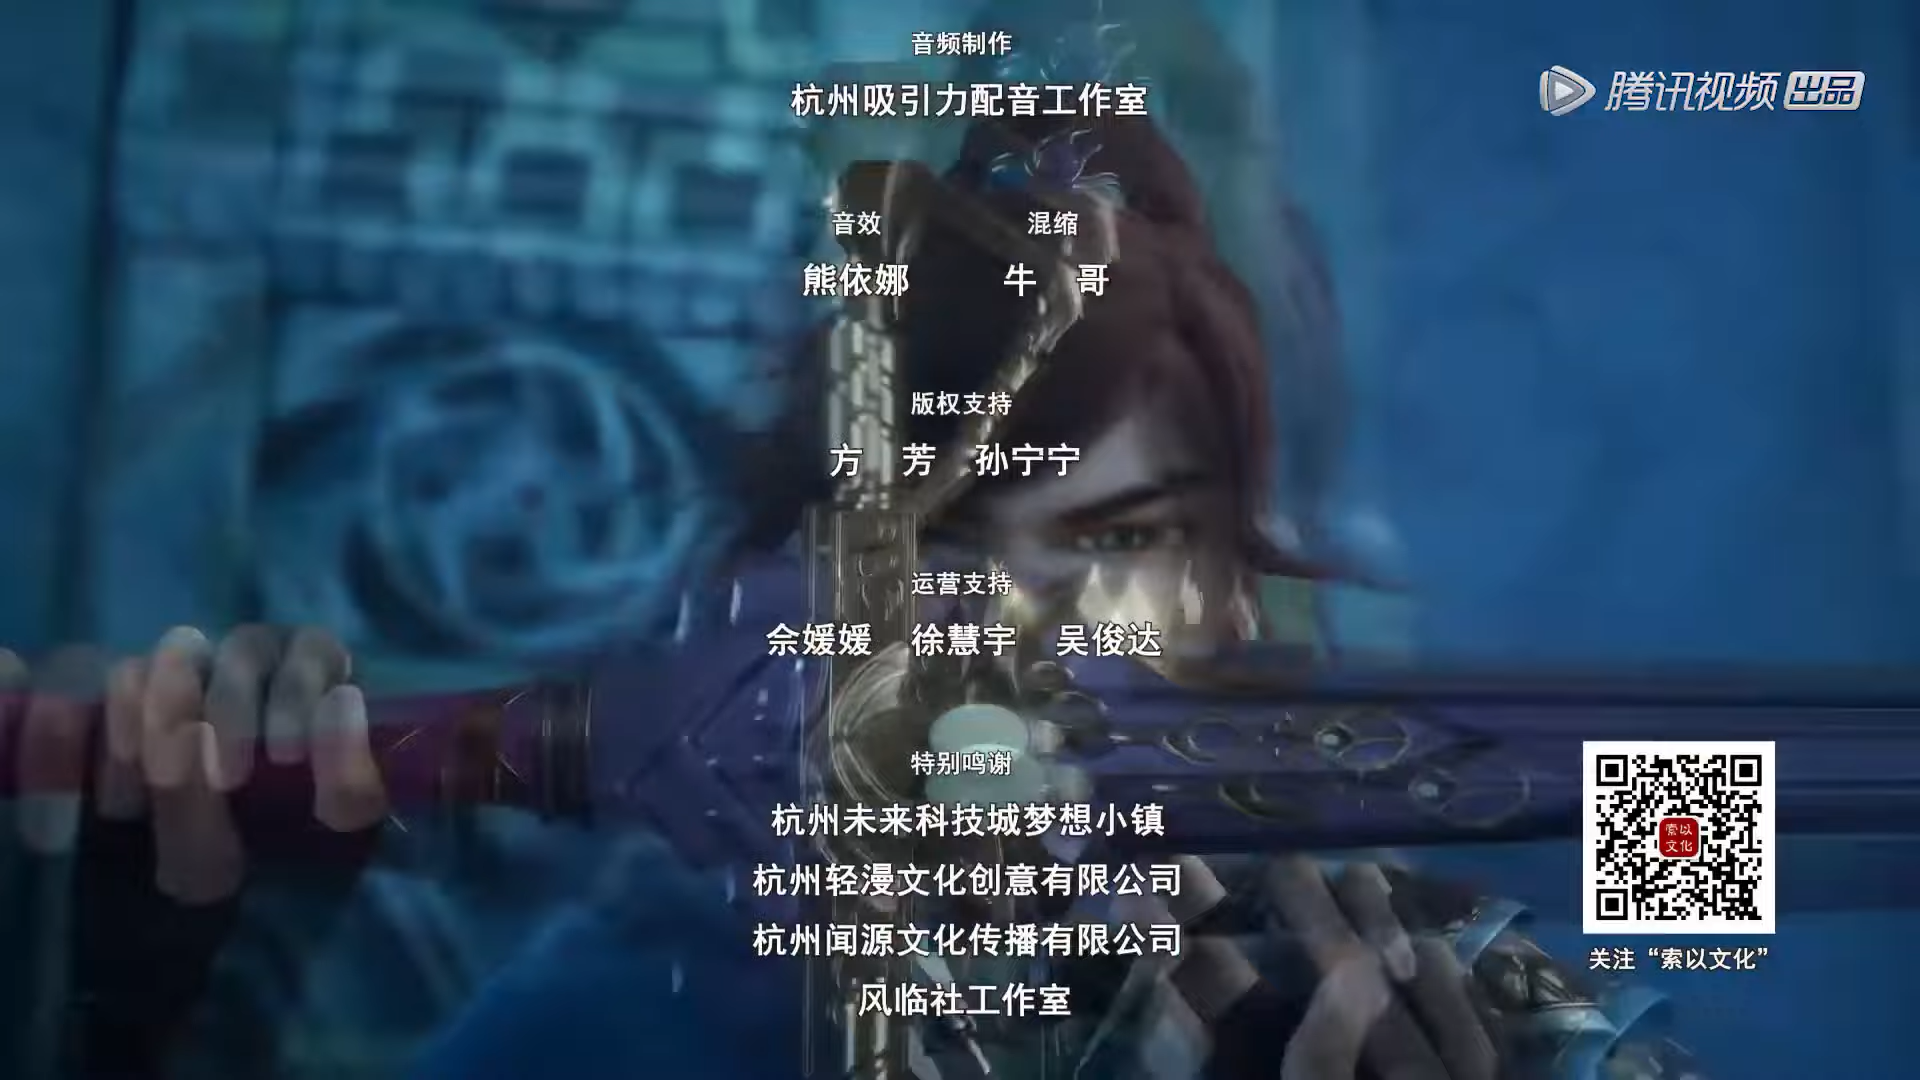 音频制作
杭州吸引力配音工作室
腾讯视频 出品
音效 混缩
熊依娜 牛 哥
版权支持
方 芳 孙宁宁
运营支持
佘媛媛 徐慧宇 吴俊达
特别鸣谢
杭州未来科技城梦想小镇
杭州轻漫文化创意有限公司
杭州闻源文化传播有限公司
风临社工作室
索以
文化
关注“索以文化”